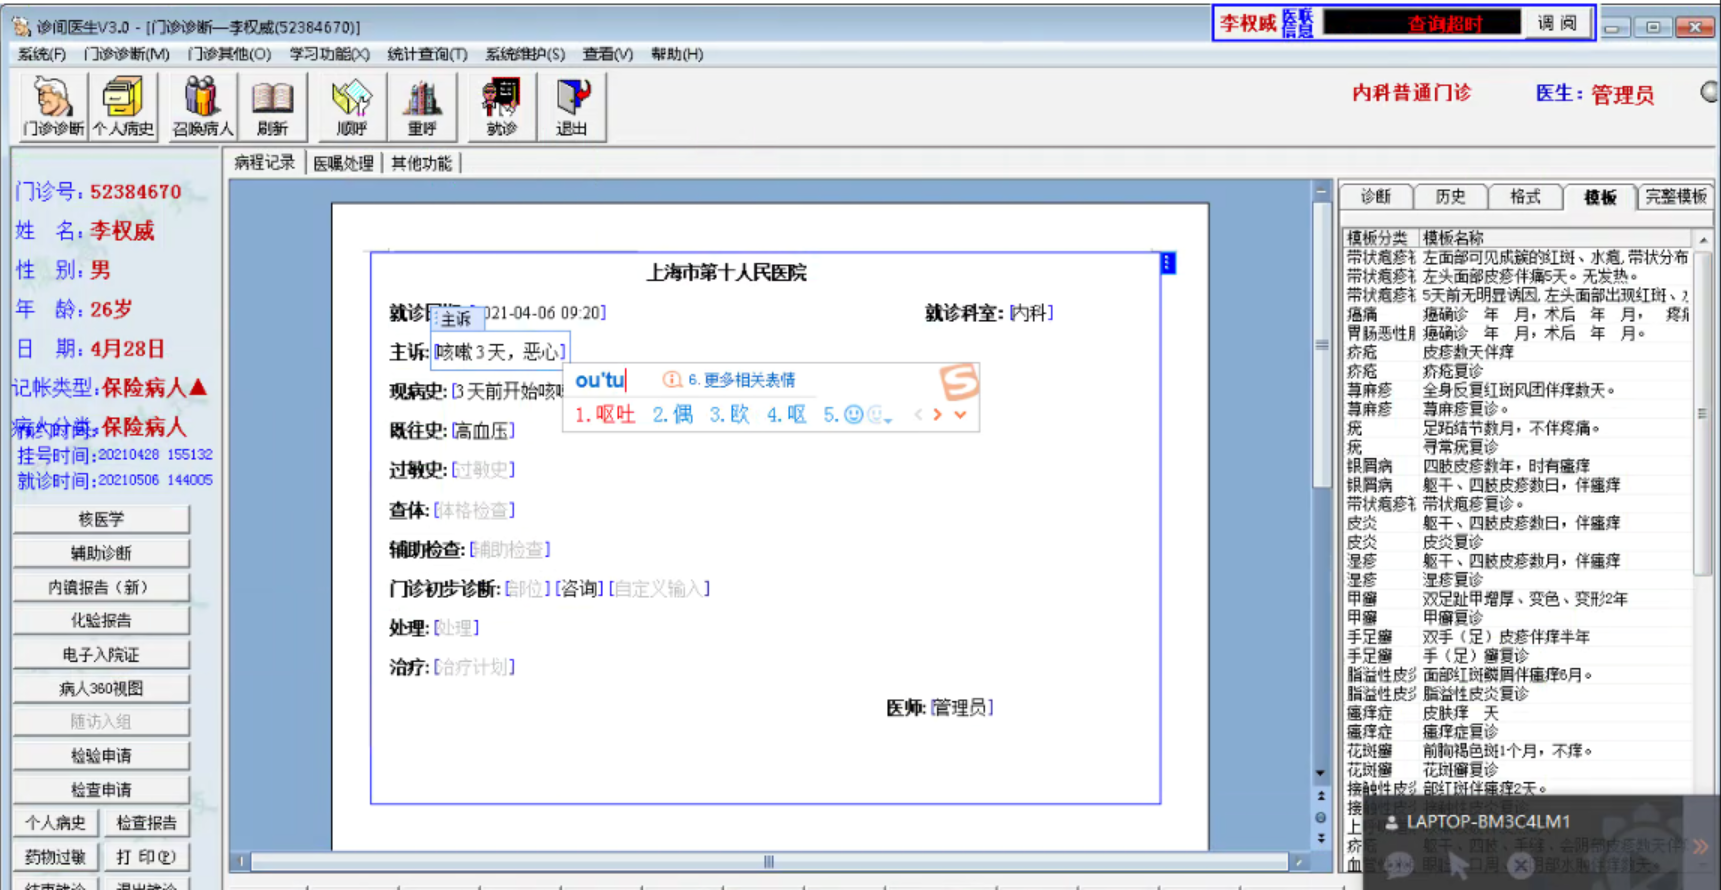 诊间医生V3.0 - [门诊诊断—李权威(52384670)]
李权威 医联信息 查询超时 调 阅
系统(F) 门诊诊断(M) 门诊其他(O) 学习功能(X) 统计查询(T) 系统维护(S) 查看(V) 帮助(H)
门诊诊断 个人病史 召唤病人 刷新 顺呼 重呼 就诊 退出
内科普通门诊 医生：管理员
病程记录 医嘱处理 其他功能
门诊号：52384670
姓 名：李权威
性 别：男
年 龄：26岁
日 期：4月28日
记帐类型：保险病人▲
保险病人
挂号时间:20210428 155132
就诊时间:20210506 144005
核医学
辅助诊断
内镜报告（新）
化验报告
电子入院证
病人360视图
随访入组
检验申请
检查申请
个人病史 检查报告
药物过敏 打 印(P)
结束就诊 退出就诊
上海市第十人民医院
021-04-06 09:20] 就诊科室: [内科]
主诉
主诉: [咳嗽3天，恶心]
现病史: [3天前开始咳
既往史: [高血压]
过敏史: [过敏史]
查体: [体格检查]
辅助检查: [辅助检查]
门诊初步诊断: [部位] [咨询] [自定义输入]
处理: [处理]
治疗: [治疗计划]
医师: [管理员]
ou'tu 6.更多相关表情
1.呕吐 2.偶 3.欧 4.呕 5.
诊断 历史 格式 模板 完整模板
模板分类 模板名称
带状疱疹 左面部可见成簇的红斑、水疱,带状分布
带状疱疹 左头面部皮疹伴痛5天。无发热。
带状疱疹 5天前无明显诱因,左头面部出现红斑、
癌痛 癌确诊 年 月，术后 年 月，
胃肠恶性 癌确诊 年 月，术后 年 月。
疥疮 皮疹数天伴痒
疥疮 疥疮复诊
荨麻疹 全身反复红斑风团伴痒数天。
荨麻疹 荨麻疹复诊。
疣 足跖结节数月，不伴疼痛。
疣 寻常疣复诊
银屑病 四肢皮疹数年，时有瘙痒
银屑病 躯干、四肢皮疹数日，伴瘙痒
带状疱疹 带状疱疹复诊。
皮炎 躯干、四肢皮疹数日，伴瘙痒
皮炎 皮炎复诊
湿疹 躯干、四肢皮疹数月，伴瘙痒
湿疹 湿疹复诊
甲癣 双足趾甲增厚、变色、变形2年
甲癣 甲癣复诊
手足癣 双手（足）皮疹伴痒半年
手足癣 手（足）癣复诊
脂溢性皮 面部红斑鳞屑伴瘙痒6月。
脂溢性皮 脂溢性皮炎复诊
瘙痒症 皮肤痒 天
瘙痒症 瘙痒症复诊
花斑癣 前胸褐色斑1个月，不痒。
花斑癣 花斑癣复诊
接触性皮 部红斑伴瘙痒2天。
LAPTOP-BM3C4LM1